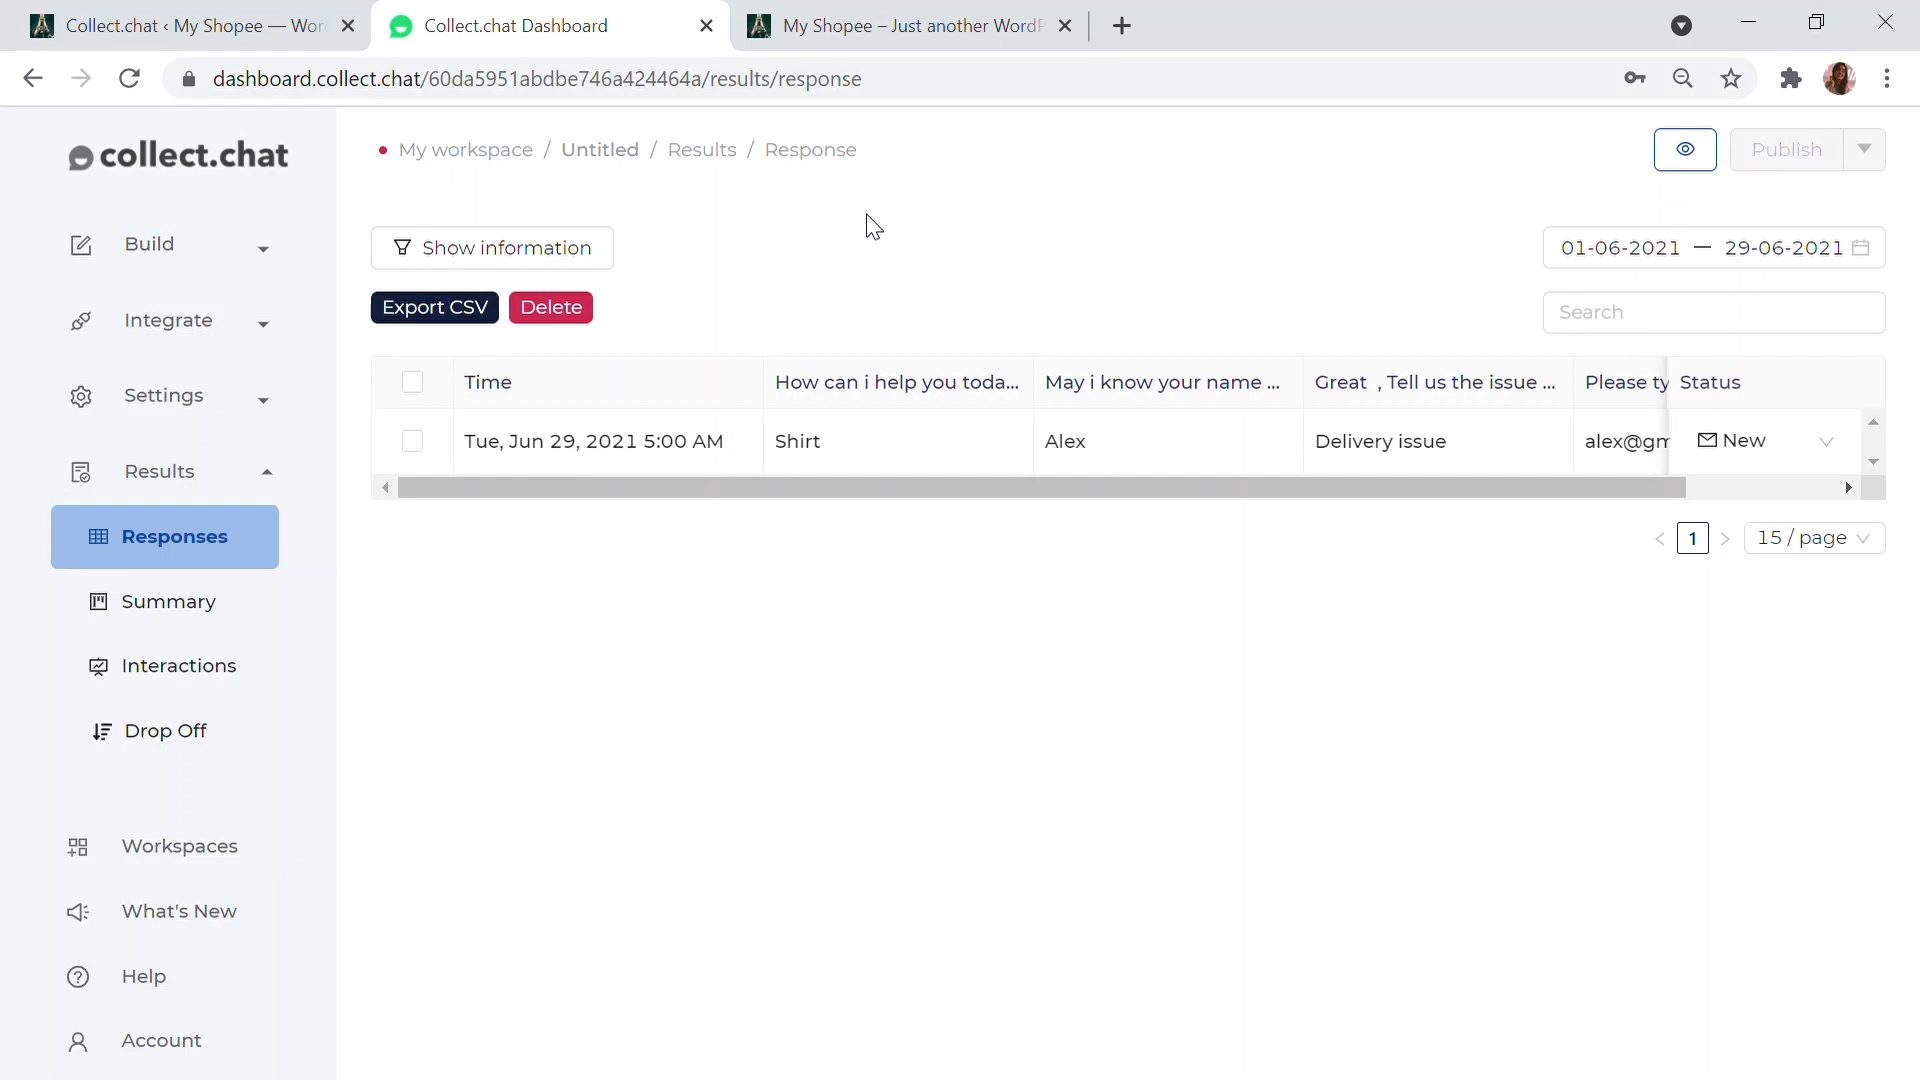 Collect.chat ‹ My Shopee — Wor
Collect.chat Dashboard
My Shopee – Just another WordP
dashboard.collect.chat/60da5951abdbe746a424464a/results/response
collect.chat
My workspace / Untitled / Results / Response
Publish
Build
Integrate
Settings
Results
Responses
Summary
Interactions
Drop Off
Workspaces
What's New
Help
Account
Show information
01-06-2021 — 29-06-2021
Export CSV
Delete
Search
Time
How can i help you toda...
May i know your name ...
Great , Tell us the issue ...
Please ty
Status
Tue, Jun 29, 2021 5:00 AM
Shirt
Alex
Delivery issue
alex@gm
New
< 1 >
15 / page